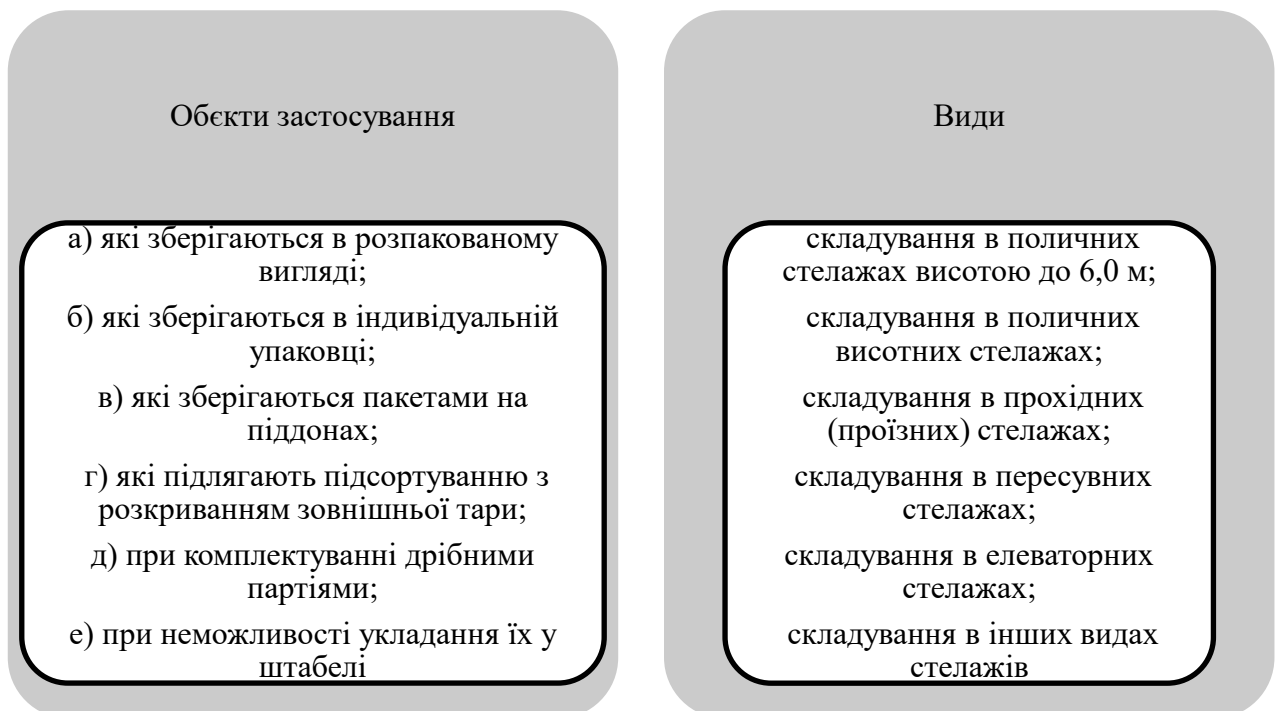 Обєкти застосування
а) які зберігаються в розпакованому
вигляді;
б) які зберігаються в індивідуальній
упаковці;
в) які зберігаються пакетами на
піддонах;
г) які підлягають підсортуванню з
розкриванням зовнішньої тари;
д) при комплектуванні дрібними
партіями;
е) при неможливості укладання їх у
штабелі
Види
складування в поличних
стелажах висотою до 6,0 м;
складування в поличних
висотних стелажах;
складування в прохідних
(проїзних) стелажах;
складування в пересувних
стелажах;
складування в елеваторних
стелажах;
складування в інших видах
стелажів